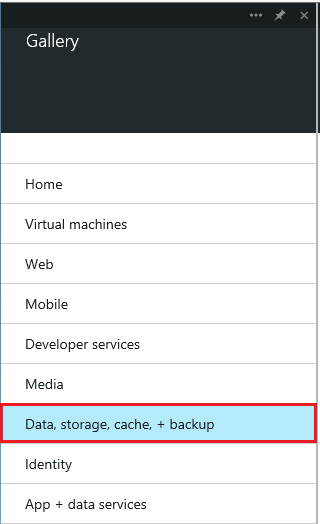 Gallery
Home
Virtual machines
Web
Mobile
Developer services
Media
Data, storage, cache, + backup
Identity
App + data services